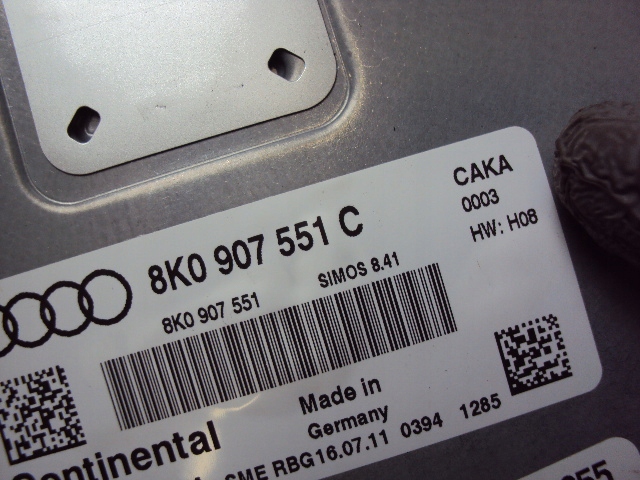 CAKA
0003
HW: H08
8K0 907 551 C
8K0 907 551 SIMOS 8.41
Made in
Germany
Continental
SME RBG16.07.11 0394 1285